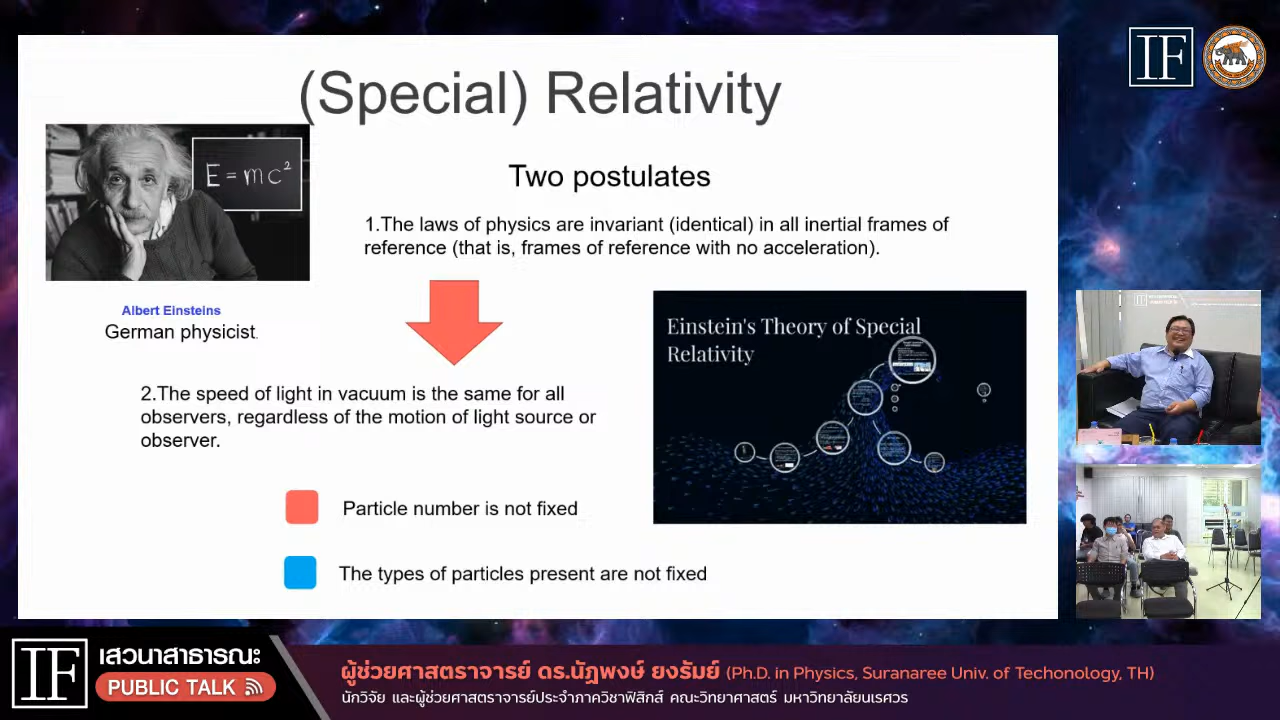 IF
(Special) Relativity
E = mc²
Two postulates
1.The laws of physics are invariant (identical) in all inertial frames of
reference (that is, frames of reference with no acceleration).
Albert Einsteins
German physicist.
Einstein's Theory of Special
Relativity
2.The speed of light in vacuum is the same for all
observers, regardless of the motion of light source or
observer.
Particle number is not fixed
The types of particles present are not fixed
IF
เสวนาสาธารณะ
PUBLIC TALK
ผู้ช่วยศาสตราจารย์ ดร.นัฏพงษ์ ยงรัมย์ (Ph.D. in Physics, Suranaree Univ. of Techonology, TH)
นักวิจัย และผู้ช่วยศาสตราจารย์ประจำภาควิชาฟิสิกส์ คณะวิทยาศาสตร์ มหาวิทยาลัยนเรศวร